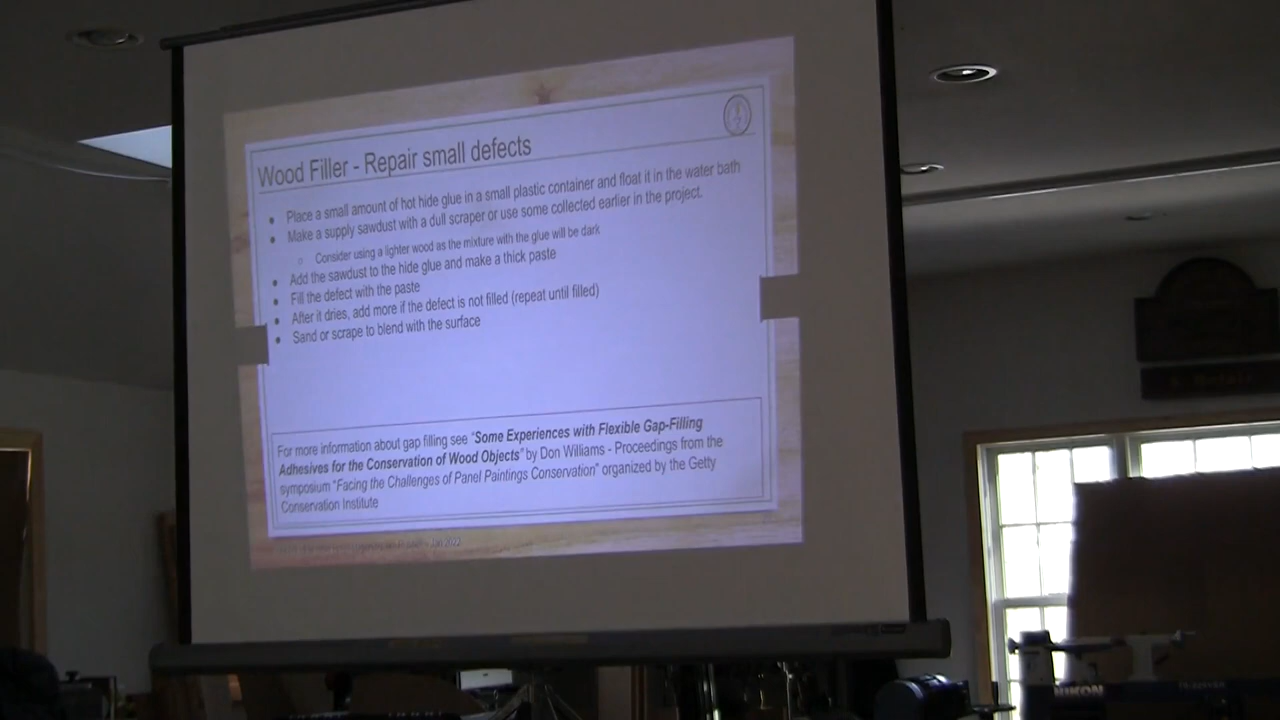 Wood Filler - Repair small defects
● Place a small amount of hot hide glue in a small plastic container and float it in the water bath
● Make a supply sawdust with a dull scraper or use some collected earlier in the project.
○ Consider using a lighter wood as the mixture with the glue will be dark
● Add the sawdust to the hide glue and make a thick paste
● Fill the defect with the paste
● After it dries, add more if the defect is not filled (repeat until filled)
● Sand or scrape to blend with the surface
For more information about gap filling see "Some Experiences with Flexible Gap-Filling
Adhesives for the Conservation of Wood Objects" by Don Williams - Proceedings from the
symposium "Facing the Challenges of Panel Paintings Conservation" organized by the Getty
Conservation Institute
Jan 2022